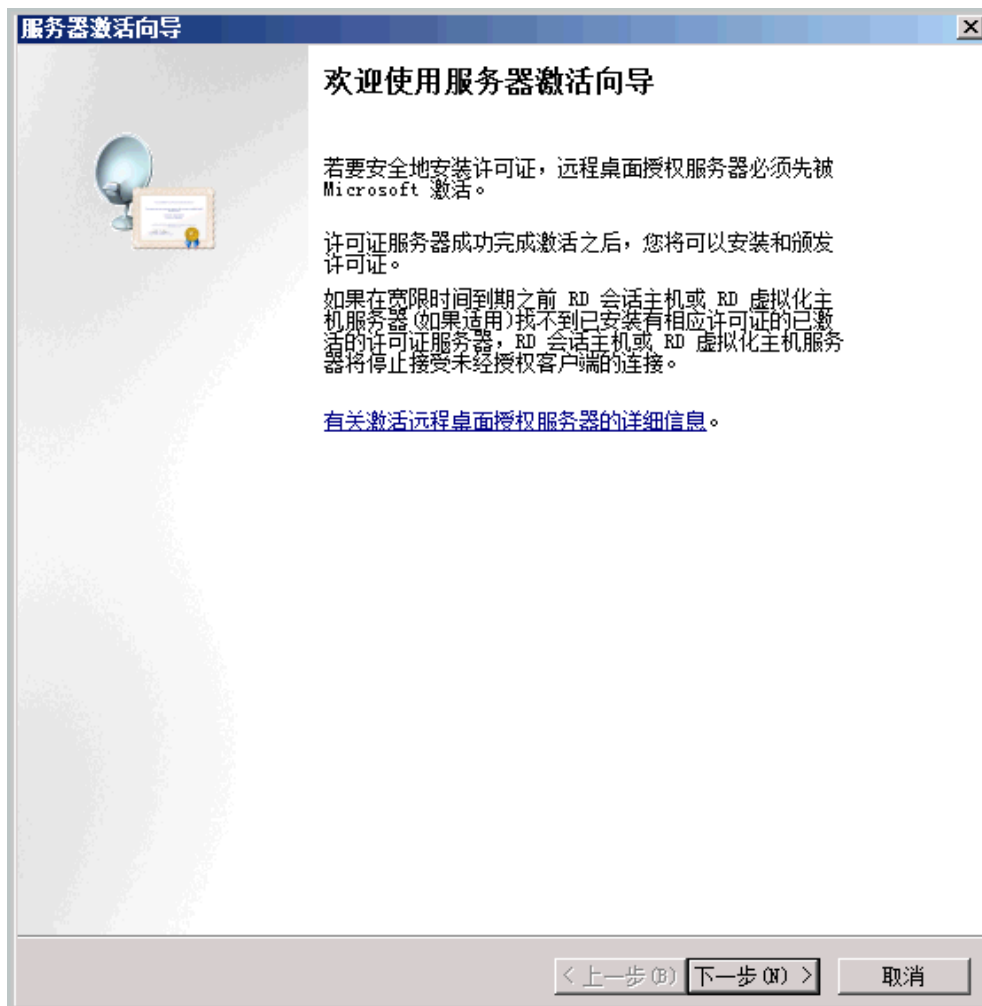 服务器激活向导
欢迎使用服务器激活向导
若要安全地安装许可证，远程桌面授权服务器必须先被
Microsoft 激活。
许可证服务器成功完成激活之后，您将可以安装和颁发
许可证。
如果在宽限时间到期之前 RD 会话主机或 RD 虚拟化主
机服务器(如果适用)找不到已安装有相应许可证的已激
活的许可证服务器，RD 会话主机或 RD 虚拟化主机服务
器将停止接受未经授权客户端的连接。
有关激活远程桌面授权服务器的详细信息。
< 上一步(B) 下一步(N) > 取消